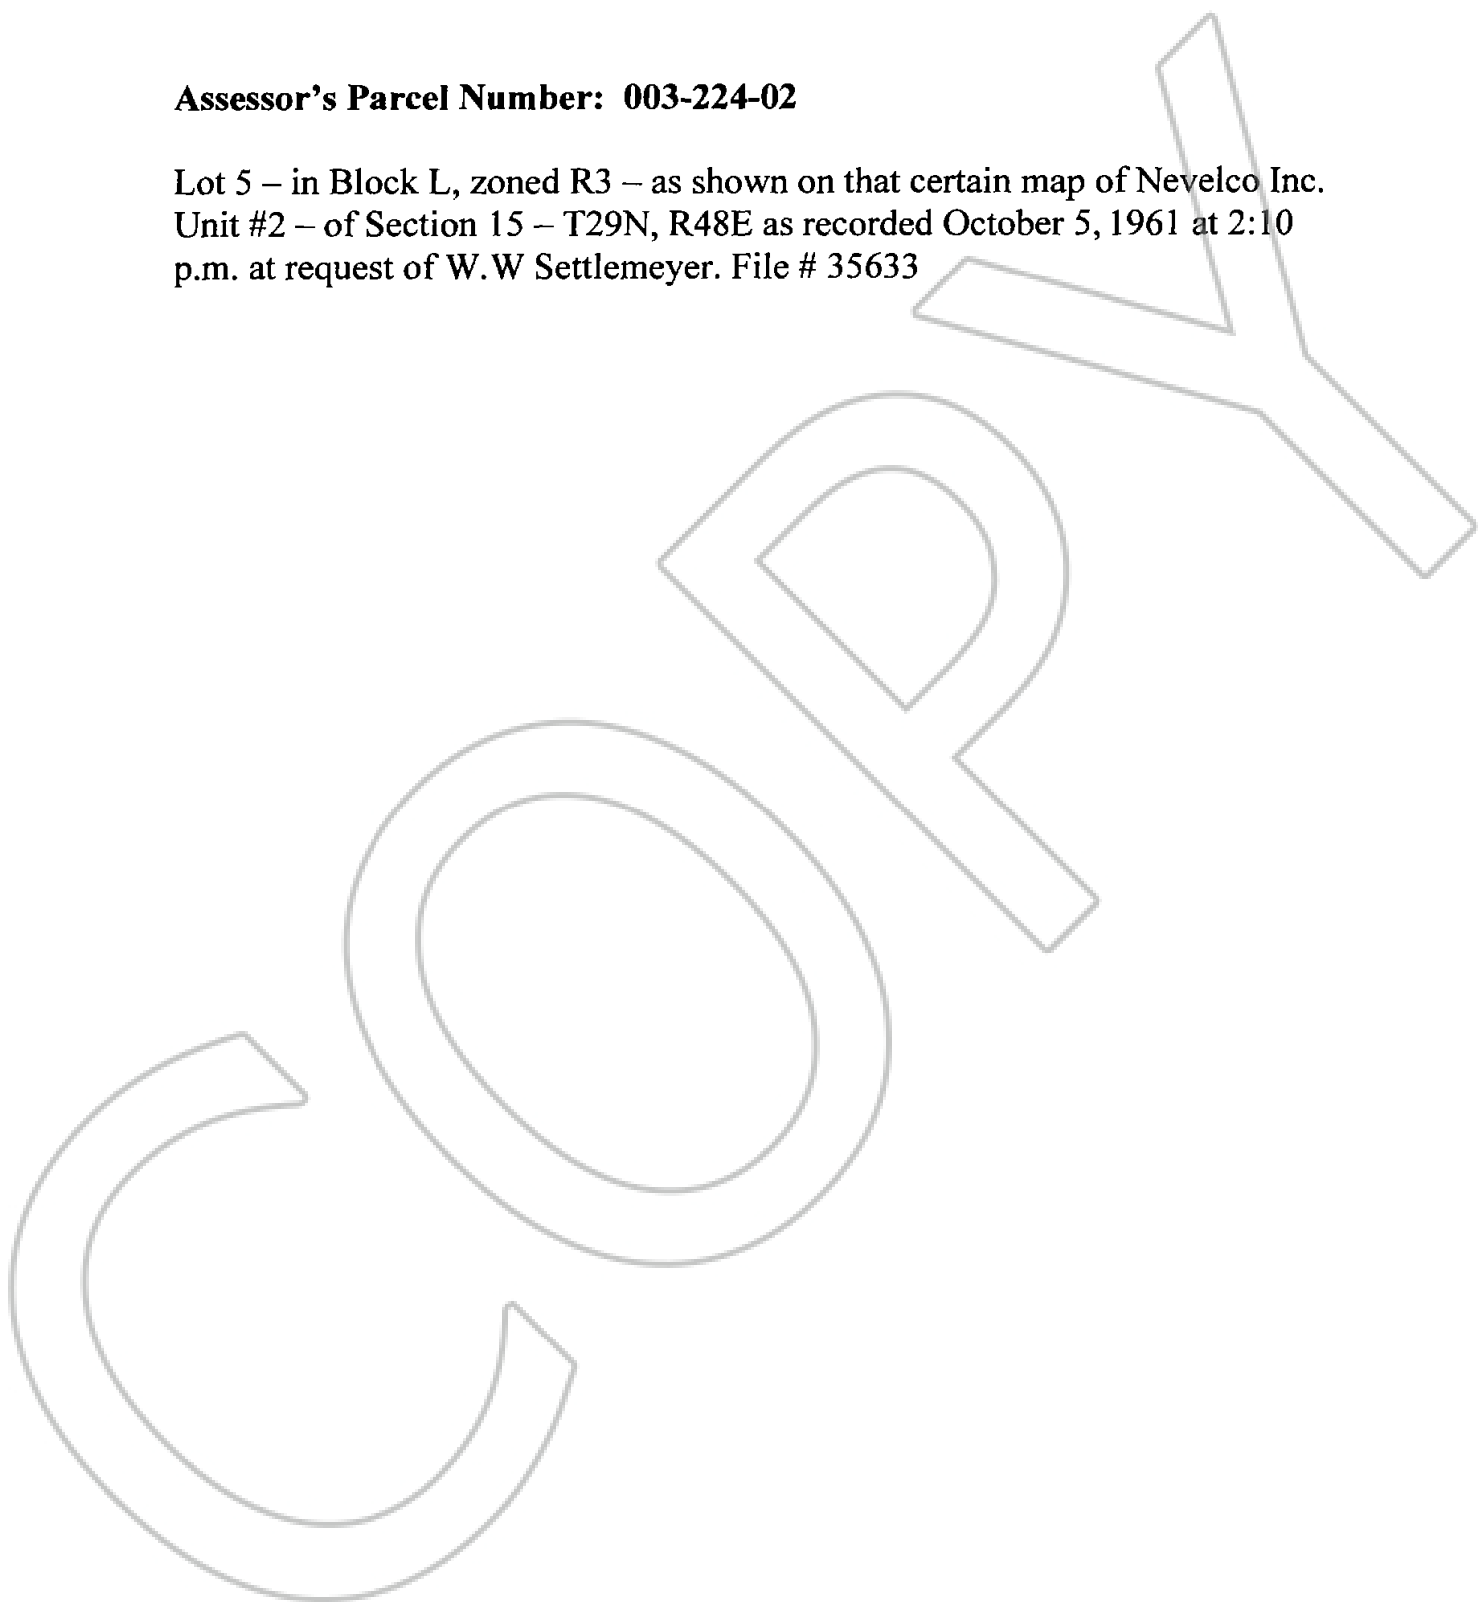 Assessor's Parcel Number: 003-224-02
Lot 5 – in Block L, zoned R3 – as shown on that certain map of Nevelco Inc.
Unit #2 – of Section 15 – T29N, R48E as recorded October 5, 1961 at 2:10
p.m. at request of W.W Settlemeyer. File # 35633
COPY